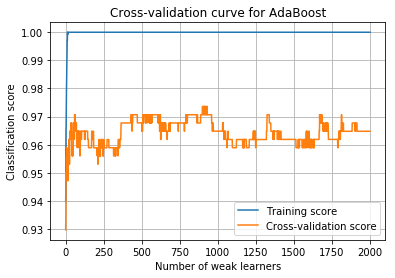 Cross-validation curve for AdaBoost
Classification score
1.00
0.99
0.98
0.97
0.96
0.95
0.94
0.93
Training score
Cross-validation score
0 250 500 750 1000 1250 1500 1750 2000
Number of weak learners